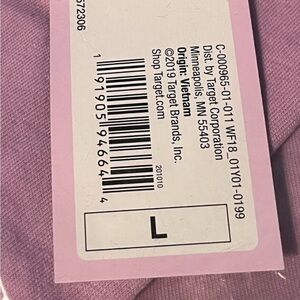 572306
C-000965-01-011 WF18_01Y01-0199
Dist. by Target Corporation
Minneapolis, MN 55403
Origin: Vietnam
©2019 Target Brands, Inc.
Shop Target.com
1 91905 94664 4
201010
L